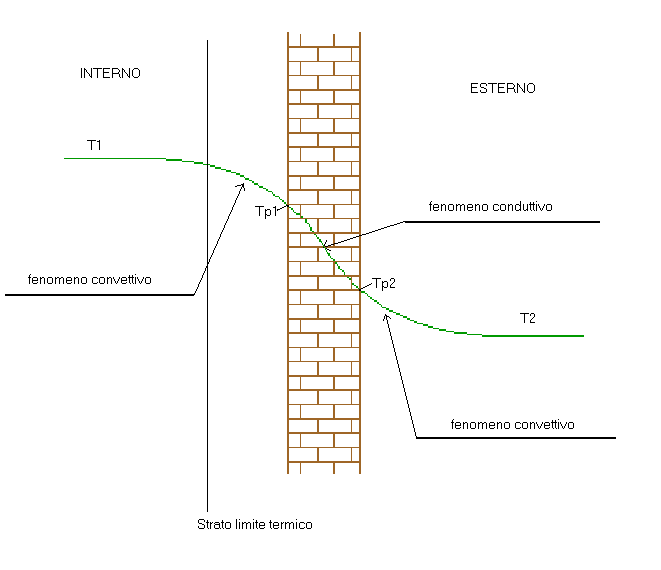 INTERNO
ESTERNO
T1
Tp1
fenomeno conduttivo
fenomeno convettivo
Tp2
T2
fenomeno convettivo
Strato limite termico